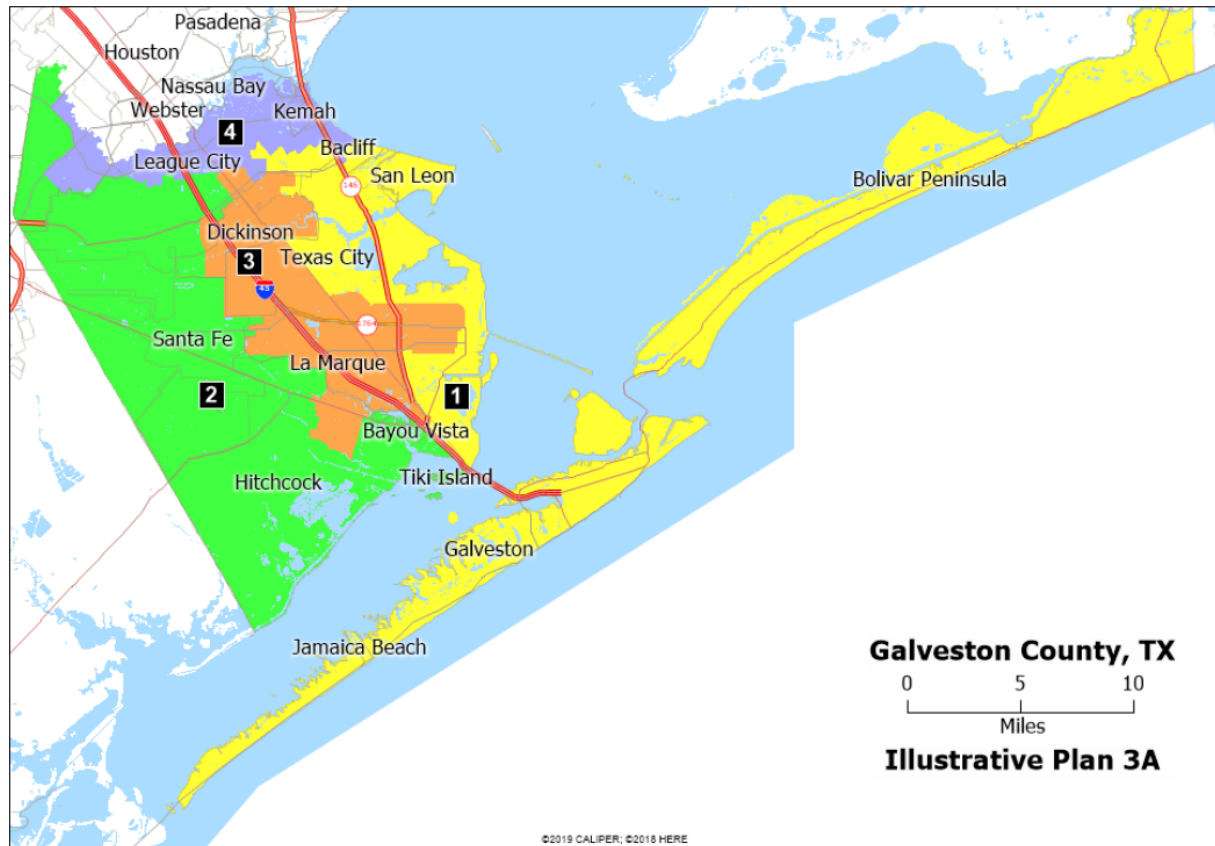 Pasadena
Houston
Nassau Bay
Webster
Kemah
4
Bacliff
League City
San Leon
146
Bolivar Peninsula
Dickinson
Texas City
3
45
1764
Santa Fe
La Marque
2
1
Bayou Vista
Tiki Island
Hitchcock
Galveston
Jamaica Beach
Galveston County, TX
0 5 10
Miles
Illustrative Plan 3A
©2019 CALIPER; ©2018 HERE